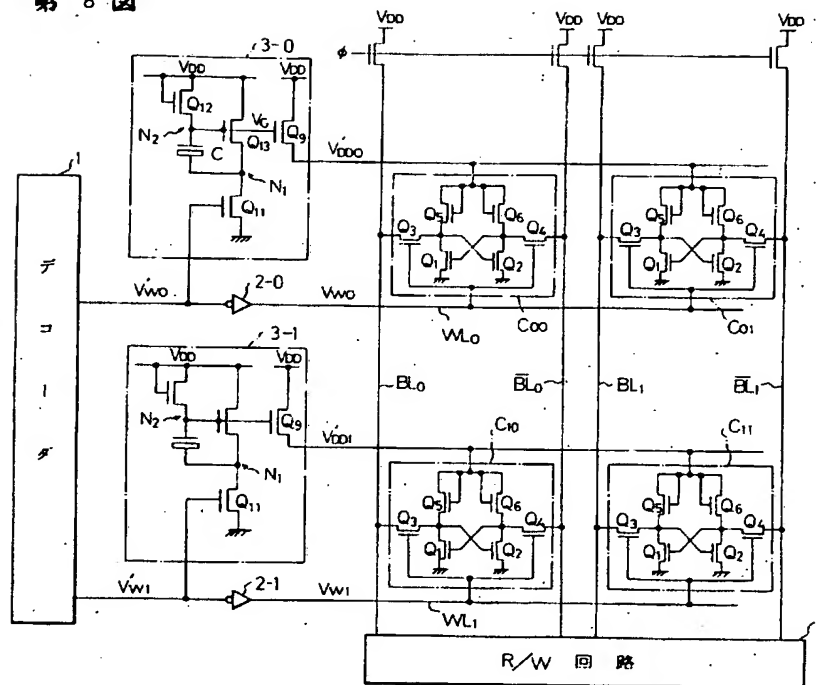 第 8 図
VDD
VDD
VDD
VDD
φ
3-0
VDD
VDD
Q12
N2
VG
Q13
Q9
C
N1
Q11
V'DD0
1
デコーダ
Q5
Q6
Q3
Q4
Q1
Q2
Q5
Q6
Q3
Q4
Q1
Q2
V'W0
2-0
VW0
WL0
C00
C01
3-1
VDD
VDD
N2
Q9
N1
Q11
V'DD1
BL0
B̅L̅0
BL1
B̅L̅1
C10
C11
Q5
Q6
Q3
Q4
Q1
Q2
Q5
Q6
Q3
Q4
Q1
Q2
V'W1
2-1
VW1
WL1
R/W 回 路